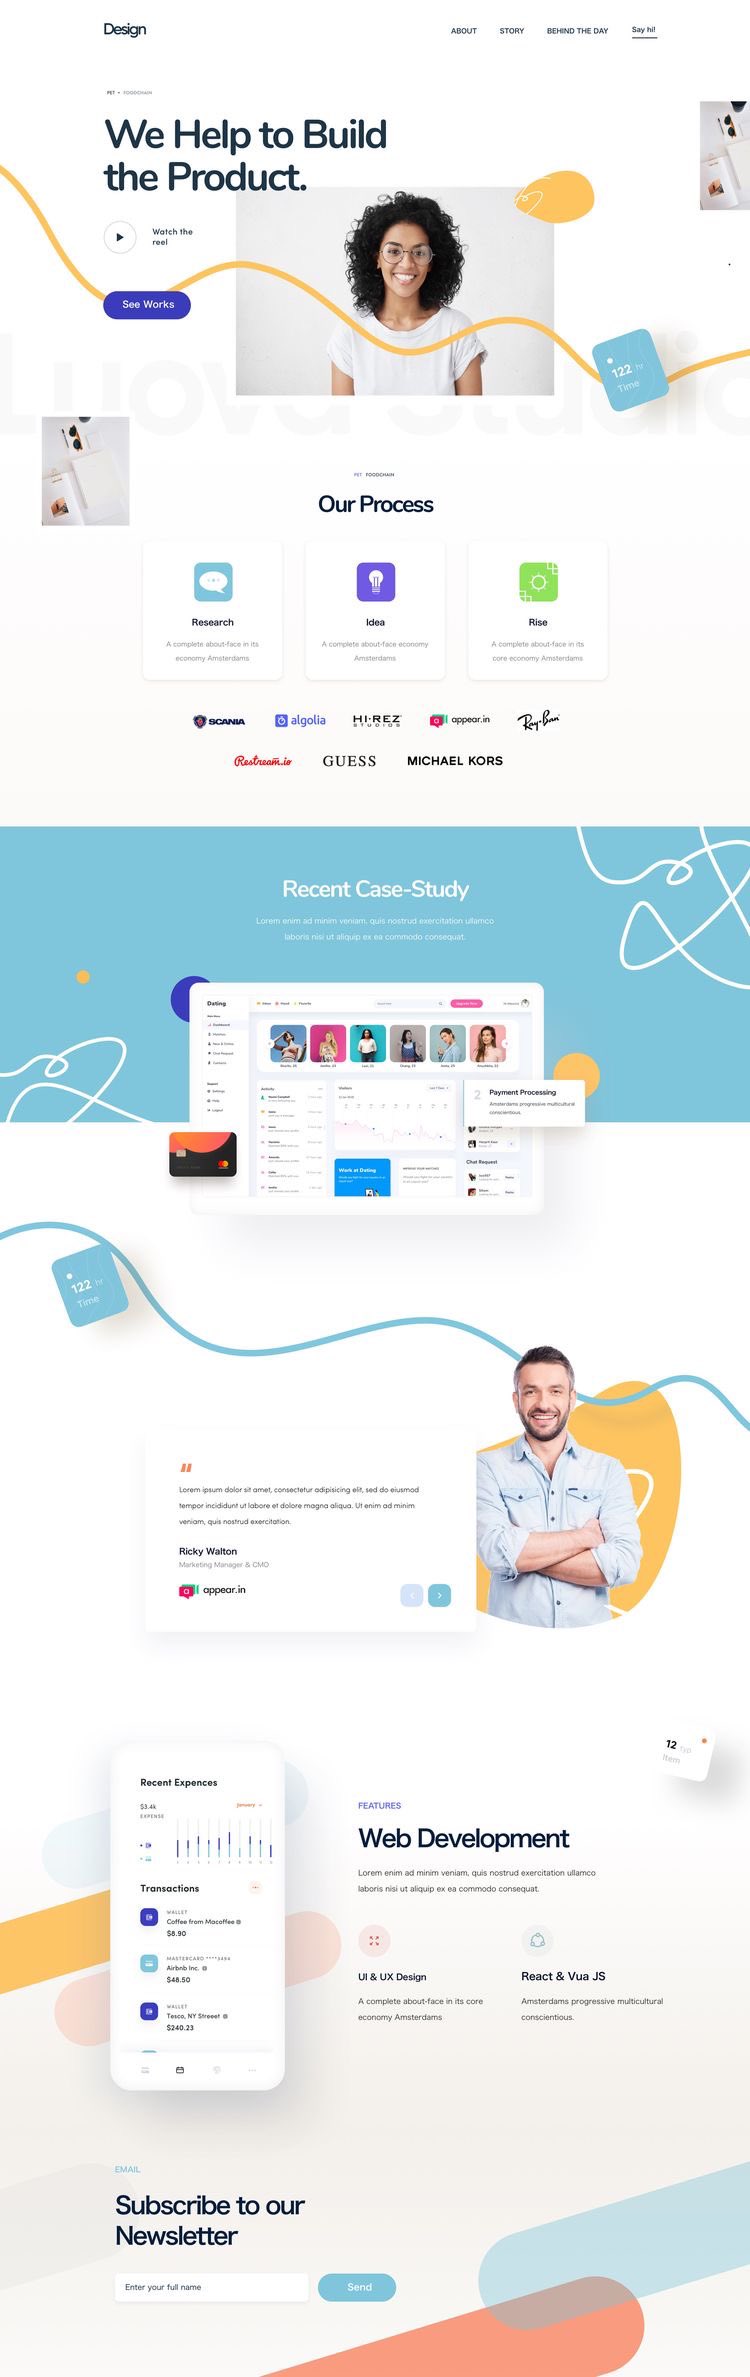 Design
ABOUT
STORY
BEHIND THE DAY
Say hi!
PET • FOODCHAIN
We Help to Build
the Product.
Watch the
reel
See Works
122 hr
Time
Luova Studio
PET FOODCHAIN
Our Process
Research
A complete about-face in its
economy Amsterdams
Idea
A complete about-face economy
Amsterdams
Rise
A complete about-face in its
core economy Amsterdams
SCANIA
algolia
HI-REZ
STUDIOS
appear.in
Ray-Ban
Restream.io
GUESS
MICHAEL KORS
Recent Case-Study
Lorem enim ad minim veniam, quis nostrud exercitation ullamco
laboris nisi ut aliquip ex ea commodo consequat.
Dating
Dashboard
Activity
Visitors
2
Payment Processing
Amsterdams progressive multicultural
conscientious.
Work at Dating
Chat Request
122 hr
Time
Lorem ipsum dolor sit amet, consectetur adipisicing elit, sed do eiusmod
tempor incididunt ut labore et dolore magna aliqua. Ut enim ad minim
veniam, quis nostrud exercitation.
Ricky Walton
Marketing Manager & CMO
appear.in
12 typ
Item
Recent Expences
$3.4k
EXPENSE
January
Transactions
WALLET
Coffee from Macoffee
$8.90
MASTERCARD ****3494
Airbnb Inc.
$48.50
WALLET
Tesco, NY Streeet
$240.23
FEATURES
Web Development
Lorem enim ad minim veniam, quis nostrud exercitation ullamco
laboris nisi ut aliquip ex ea commodo consequat.
UI & UX Design
A complete about-face in its core
economy Amsterdams
React & Vua JS
Amsterdams progressive multicultural
conscientious.
EMAIL
Subscribe to our
Newsletter
Enter your full name
Send